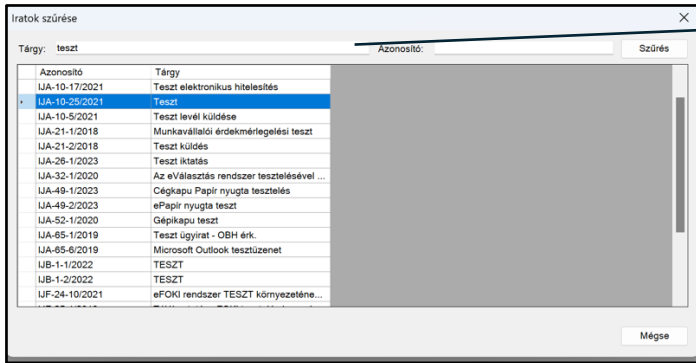 Iratok szűrése
Tárgy: teszt Azonosító: Szűrés
Azonosító Tárgy
IJA-10-17/2021 Teszt elektronikus hitelesítés
IJA-10-25/2021 Teszt
IJA-10-5/2021 Teszt levél küldése
IJA-21-1/2018 Munkavállalói érdekmérlegelési teszt
IJA-21-2/2018 Teszt küldés
IJA-26-1/2023 Teszt iktatás
IJA-32-1/2020 Az eVálasztás rendszer tesztelésével ...
IJA-49-1/2023 Cégkapu Papír nyugta tesztelés
IJA-49-2/2023 ePapír nyugta teszt
IJA-52-1/2020 Gépikapu teszt
IJA-65-1/2019 Teszt ügyirat - OBH érk.
IJA-65-6/2019 Microsoft Outlook tesztüzenet
IJB-1-1/2022 TESZT
IJB-1-2/2022 TESZT
IJF-24-10/2021 eFOKI rendszer TESZT környezeténe...
Mégse